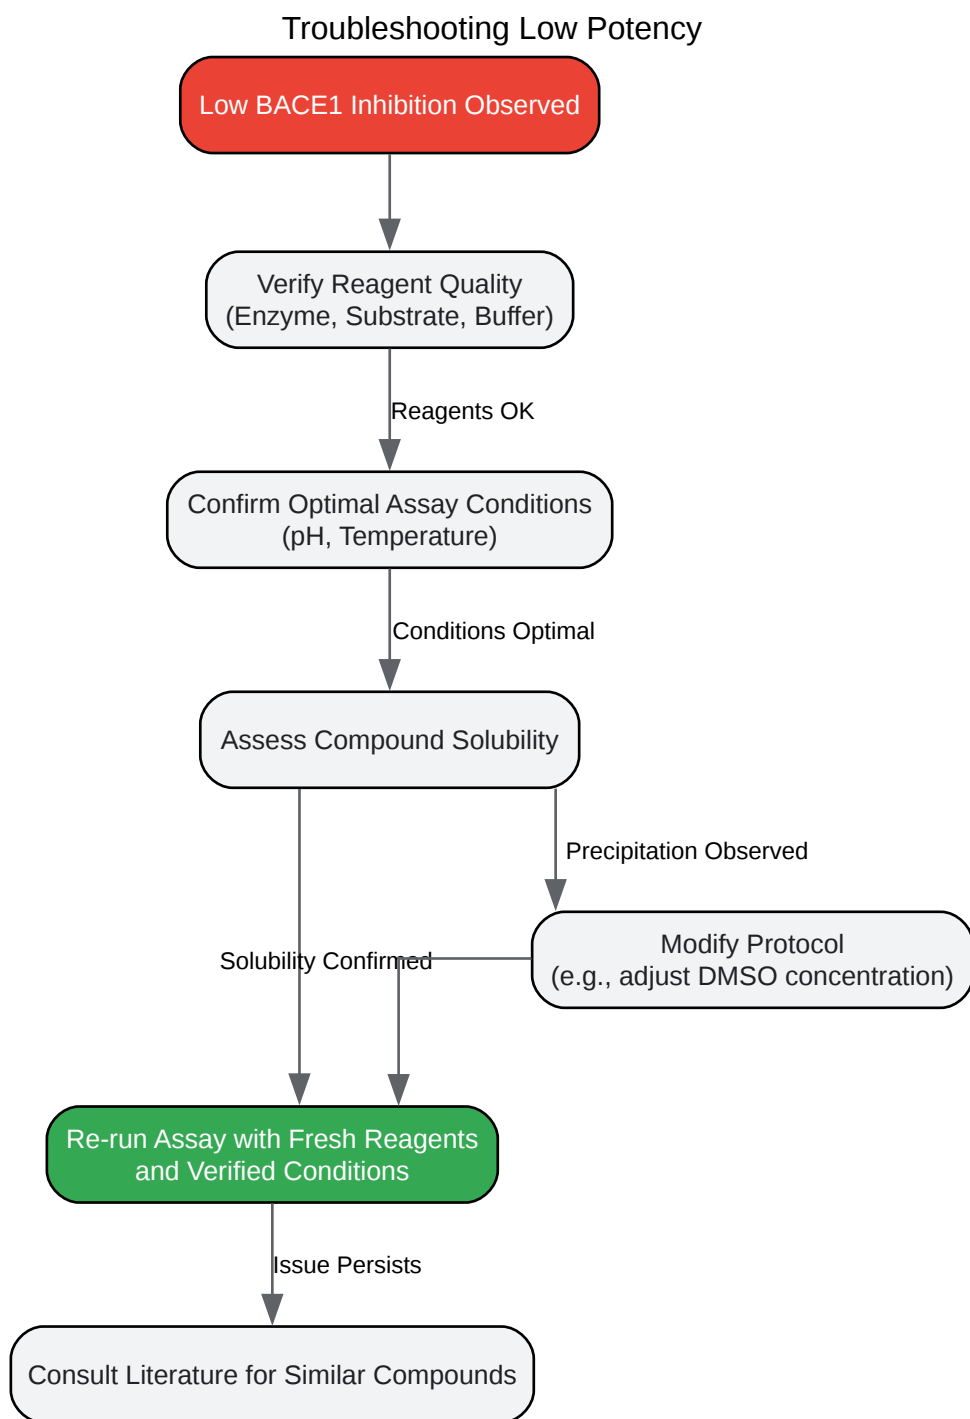 Troubleshooting Low Potency
Low BACE1 Inhibition Observed
Verify Reagent Quality
(Enzyme, Substrate, Buffer)
Reagents OK
Confirm Optimal Assay Conditions
(pH, Temperature)
Conditions Optimal
Assess Compound Solubility
Precipitation Observed
Modify Protocol
(e.g., adjust DMSO concentration)
Solubility Confirmed
Re-run Assay with Fresh Reagents
and Verified Conditions
Issue Persists
Consult Literature for Similar Compounds